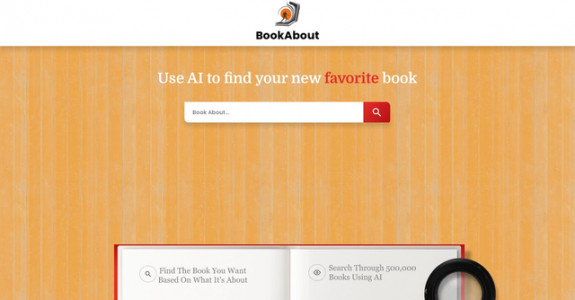 BookAbout
Use AI to find your new favorite book
Book About...
Find The Book You Want
Based On What It's About
Search Through 500,000
Books Using AI